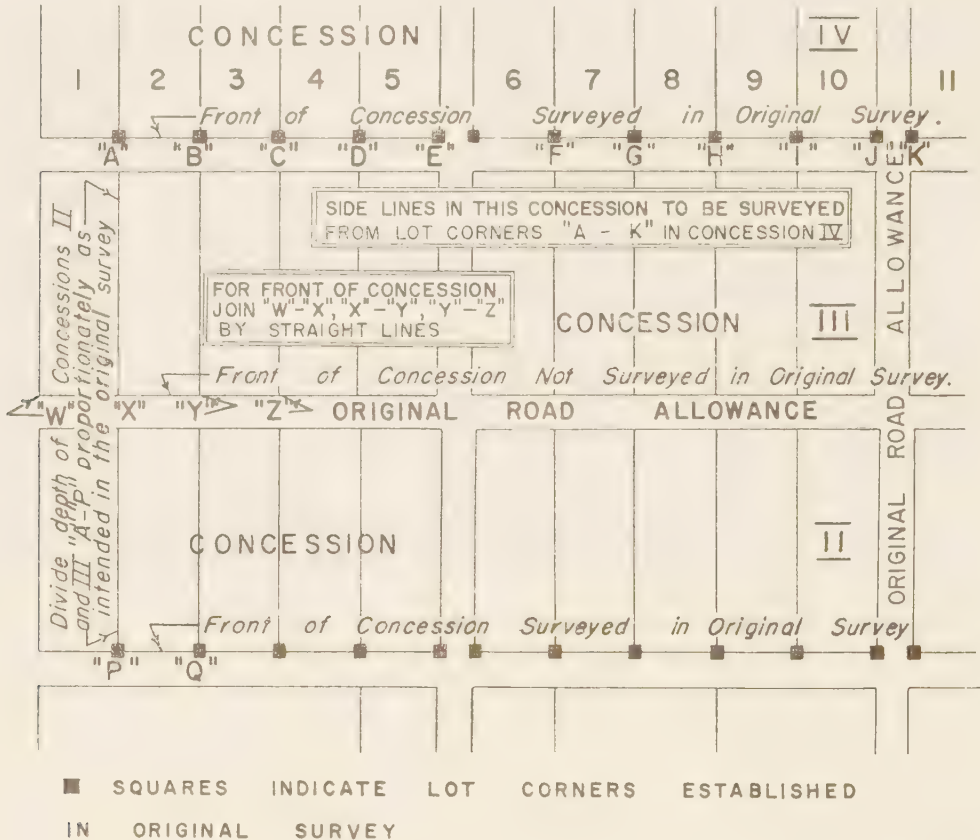 CONCESSION IV
1 2 3 4 5 6 7 8 9 10 11
Front of Concession Surveyed in Original Survey.
"A" "B" "C" "D" "E" "F" "G" "H" "I" "J" "K"
SIDE LINES IN THIS CONCESSION TO BE SURVEYED
FROM LOT CORNERS "A - K" IN CONCESSION IV
FOR FRONT OF CONCESSION
JOIN "W"-"X", "X"-"Y", "Y"-"Z"
BY STRAIGHT LINES
CONCESSION III
Front of Concession Not Surveyed in Original Survey.
"W" "X" "Y" "Z" ORIGINAL ROAD ALLOWANCE
Divide depth of Concessions II
and III "A-P" proportionately as
intended in the original survey
ORIGINAL ROAD ALLOWANCE
CONCESSION II
Front of Concession Surveyed in Original Survey
"P" "Q"
SQUARES INDICATE LOT CORNERS ESTABLISHED
IN ORIGINAL SURVEY